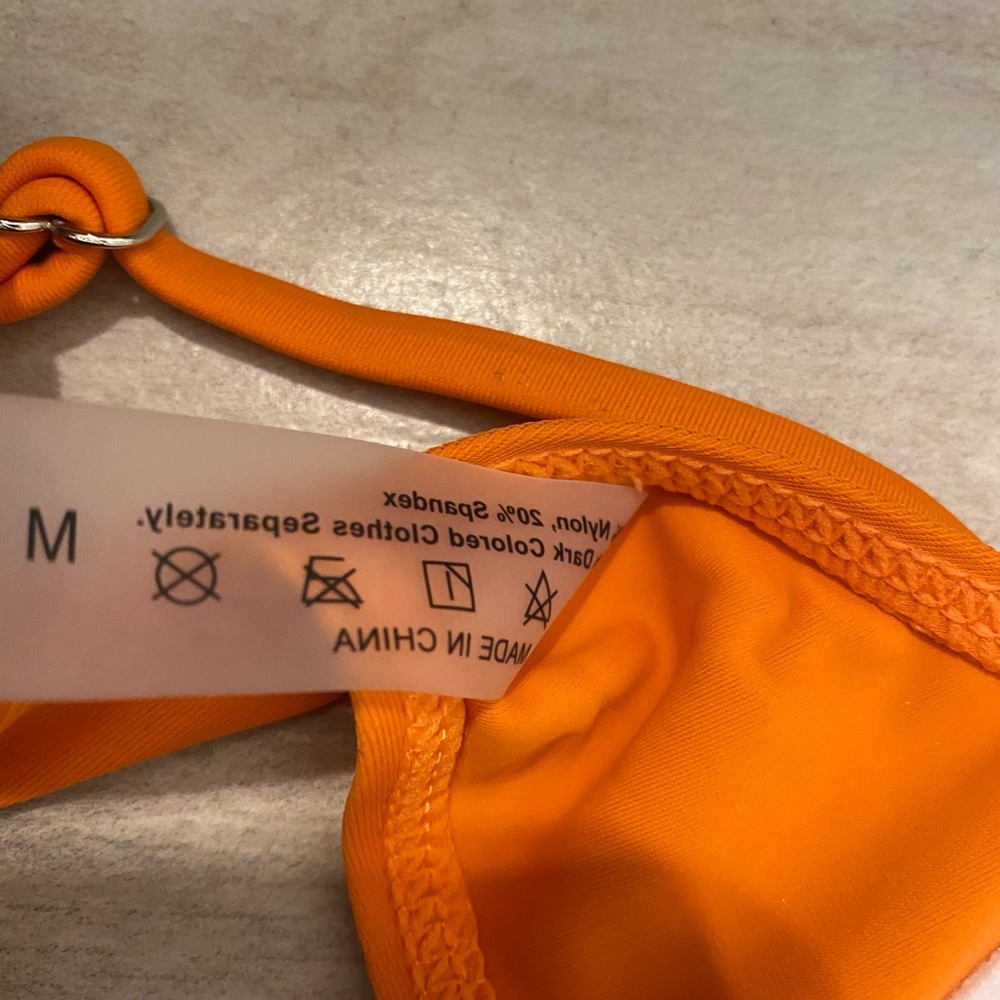 Nylon, 20% Spandex
Dark Colored Clothes Separately.
MADE IN CHINA
M